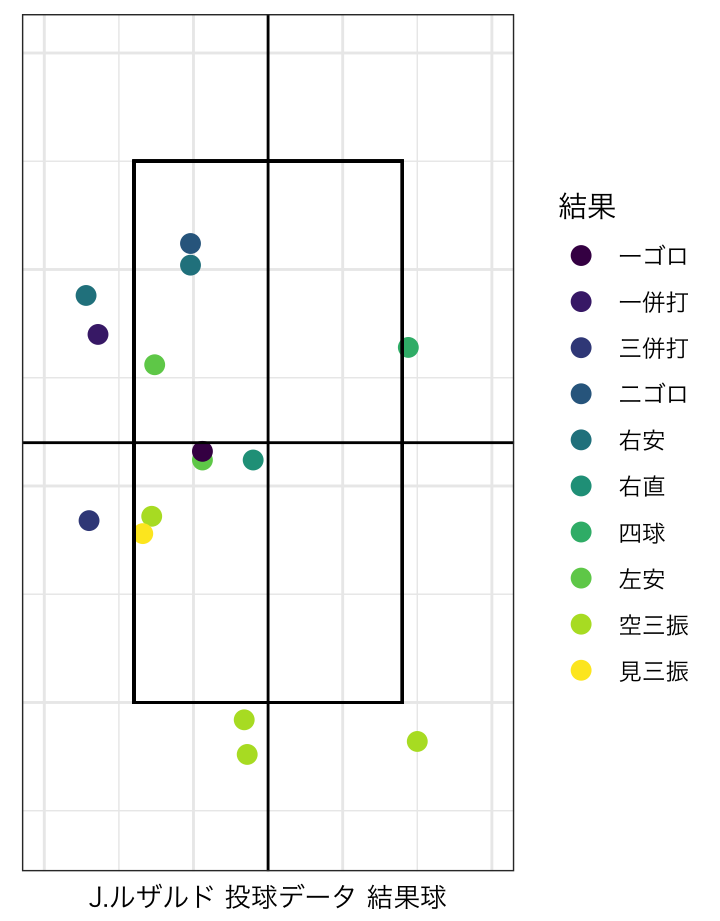 結果
一ゴロ
一併打
三併打
二ゴロ
右安
右直
四球
左安
空三振
見三振
J.ルザルド 投球データ 結果球